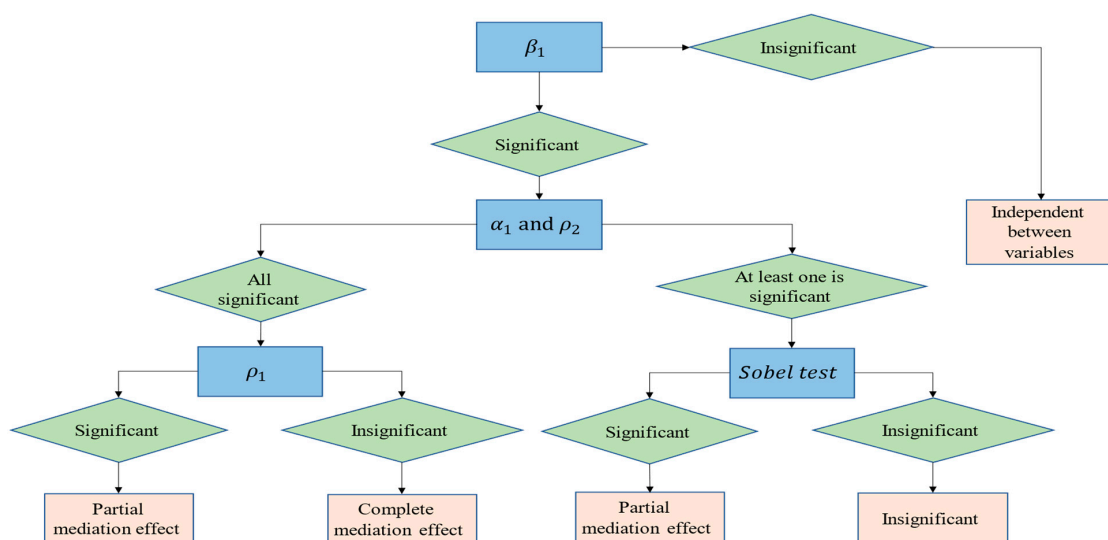 β₁
Insignificant
Significant
α₁ and ρ₂
Independent
between
variables
All
significant
At least one is
significant
ρ₁
Sobel test
Significant
Insignificant
Significant
Insignificant
Partial
mediation effect
Complete
mediation effect
Partial
mediation effect
Insignificant